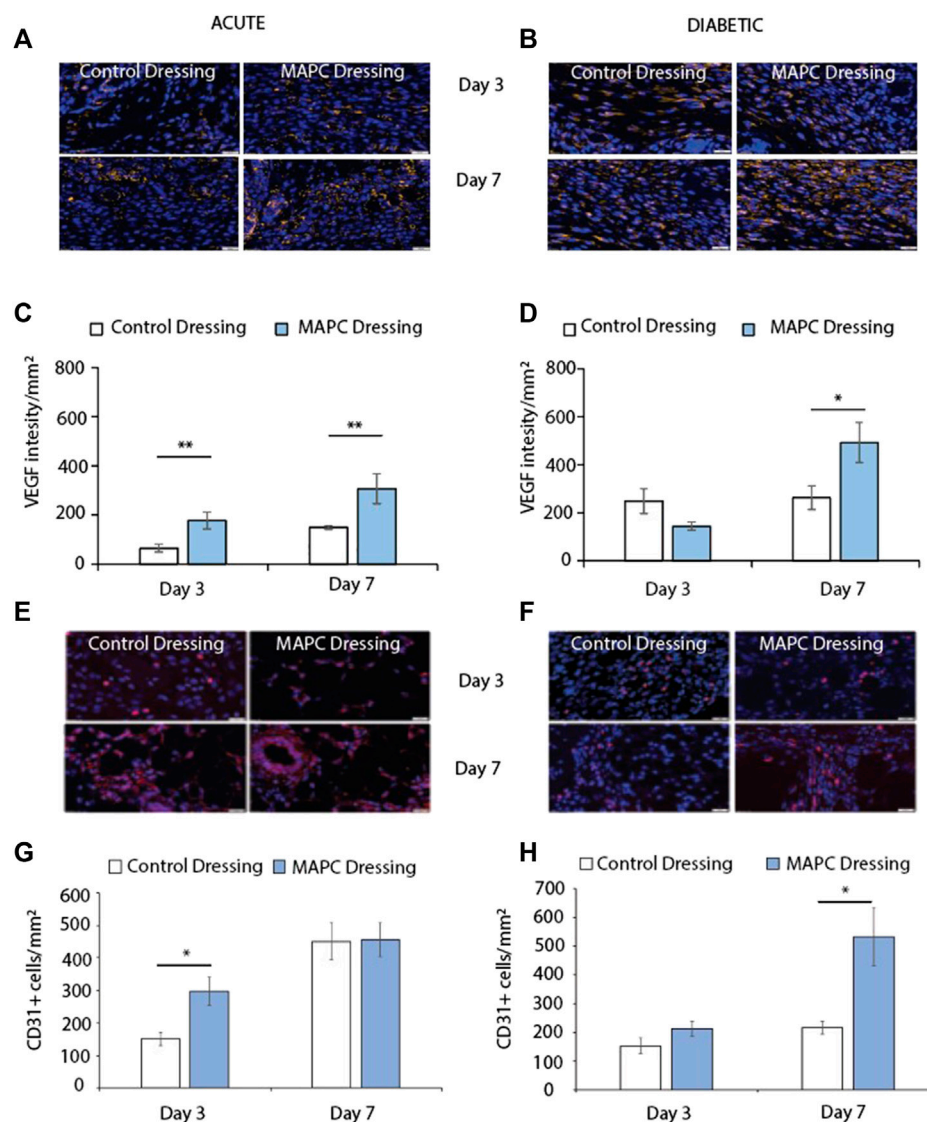 ACUTE
DIABETIC
A
B
Control Dressing MAPC Dressing
Day 3
Control Dressing MAPC Dressing
Day 7
C
D
Control Dressing MAPC Dressing
Control Dressing MAPC Dressing
VEGF intesity/mm²
800
600
400
200
0
**
**
Day 3
Day 7
VEGF intesity/mm²
800
600
400
200
0
*
Day 3
Day 7
E
F
Control Dressing MAPC Dressing
Day 3
Control Dressing MAPC Dressing
Day 7
G
H
Control Dressing MAPC Dressing
Control Dressing MAPC Dressing
CD31+ cells/mm²
600
500
400
300
200
100
0
*
Day 3
Day 7
CD31+ cells/mm²
700
600
500
400
300
200
100
0
*
Day 3
Day 7